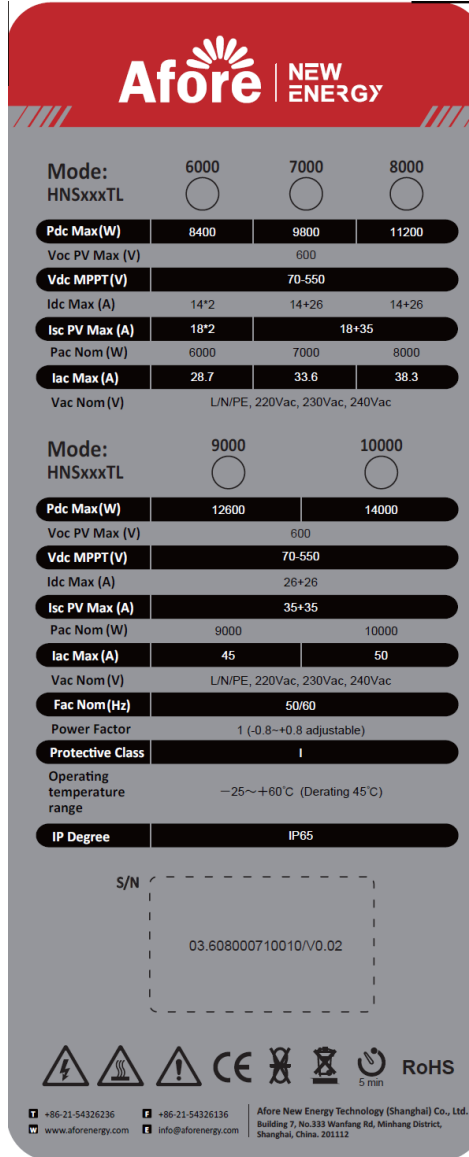 Afore NEW
ENERGY
Mode: 6000 7000 8000
HNSxxxTL
Pdc Max(W) 8400 9800 11200
Voc PV Max (V) 600
Vdc MPPT(V) 70-550
Idc Max (A) 14*2 14+26 14+26
Isc PV Max (A) 18*2 18+35
Pac Nom (W) 6000 7000 8000
Iac Max (A) 28.7 33.6 38.3
Vac Nom (V) L/N/PE, 220Vac, 230Vac, 240Vac
Mode: 9000 10000
HNSxxxTL
Pdc Max(W) 12600 14000
Voc PV Max (V) 600
Vdc MPPT(V) 70-550
Idc Max (A) 26+26
Isc PV Max (A) 35+35
Pac Nom (W) 9000 10000
Iac Max (A) 45 50
Vac Nom (V) L/N/PE, 220Vac, 230Vac, 240Vac
Fac Nom (Hz) 50/60
Power Factor 1 (-0.8~+0.8 adjustable)
Protective Class I
Operating
temperature
range −25～+60℃ (Derating 45℃)
IP Degree IP65
S/N
03.608000710010/V0.02
CE RoHS
5 min
T +86-21-54326236 F +86-21-54326136
W www.aforenergy.com E info@aforenergy.com
Afore New Energy Technology (Shanghai) Co., Ltd.
Building 7, No.333 Wanfang Rd, Minhang District,
Shanghai, China. 201112